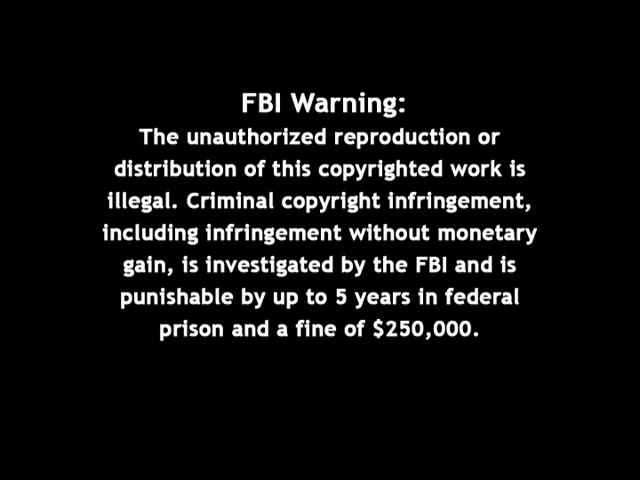 FBI Warning:
The unauthorized reproduction or
distribution of this copyrighted work is
illegal. Criminal copyright infringement,
including infringement without monetary
gain, is investigated by the FBI and is
punishable by up to 5 years in federal
prison and a fine of $250,000.